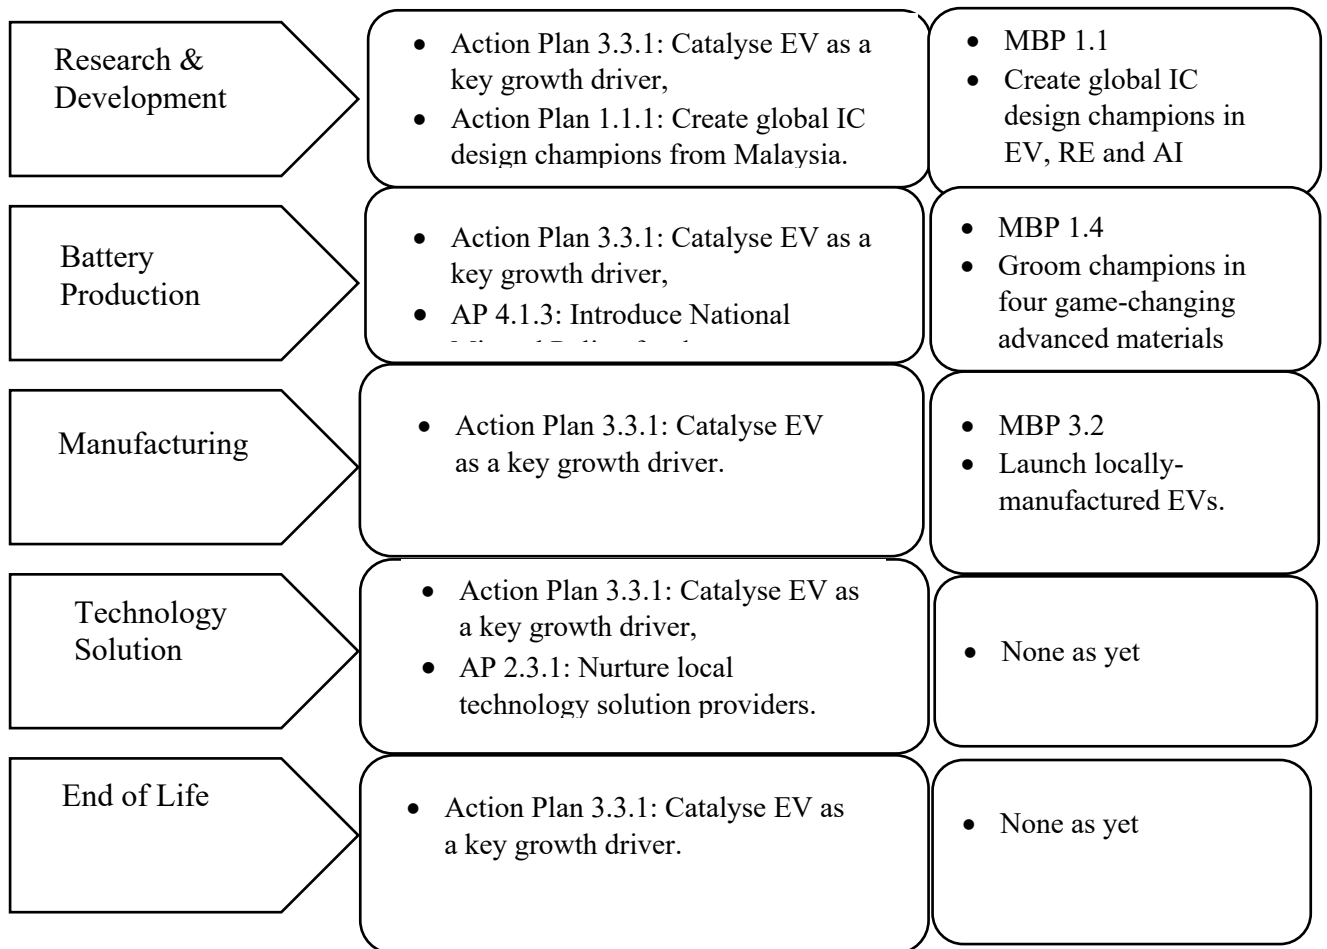 Research &
Development
• Action Plan 3.3.1: Catalyse EV as a
key growth driver,
• Action Plan 1.1.1: Create global IC
design champions from Malaysia.
• MBP 1.1
• Create global IC
design champions in
EV, RE and AI
Battery
Production
• Action Plan 3.3.1: Catalyse EV as a
key growth driver,
• AP 4.1.3: Introduce National
• MBP 1.4
• Groom champions in
four game-changing
advanced materials
Manufacturing
• Action Plan 3.3.1: Catalyse EV
as a key growth driver.
• MBP 3.2
• Launch locally-
manufactured EVs.
Technology
Solution
• Action Plan 3.3.1: Catalyse EV as
a key growth driver,
• AP 2.3.1: Nurture local
technology solution providers.
• None as yet
End of Life
• Action Plan 3.3.1: Catalyse EV as
a key growth driver.
• None as yet